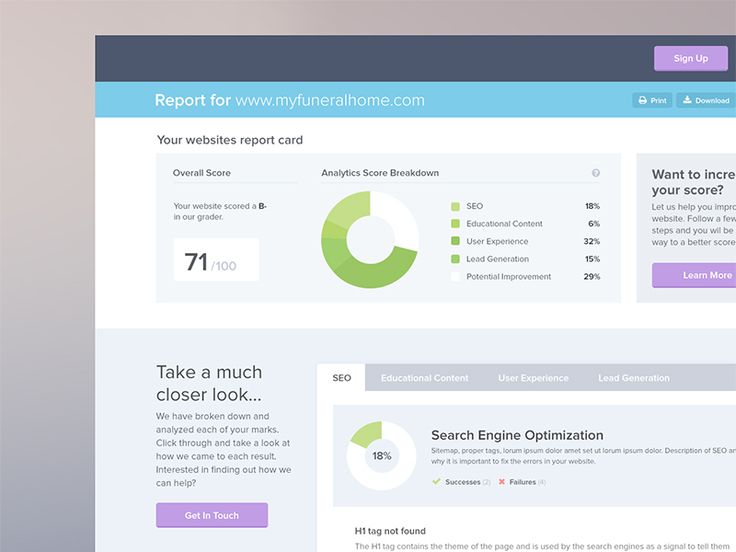 Sign Up
Report for www.myfuneralhome.com
Print
Download
Your websites report card
Overall Score
Your website scored a B-
in our grader.
71 /100
Analytics Score Breakdown
?
SEO 18%
Educational Content 6%
User Experience 32%
Lead Generation 15%
Potential Improvement 29%
Want to incre
your score?
Let us help you impro
website. Follow a few
steps and you wil be
way to a better score
Learn More
Take a much
closer look...
We have broken down and
analyzed each of your marks.
Click through and take a look at
how we came to each result.
Interested in finding out how we
can help?
Get In Touch
SEO
Educational Content
User Experience
Lead Generation
18%
Search Engine Optimization
Sitemap, proper tags, lorum ipsum dolor amet set ut lorum ipsum dolor. Description of SEO an
why it is important to fix the errors in your website.
Successes (2)
Failures (4)
H1 tag not found
The H1 tag contains the theme of the page and is used by the search engines as a signal to tell them